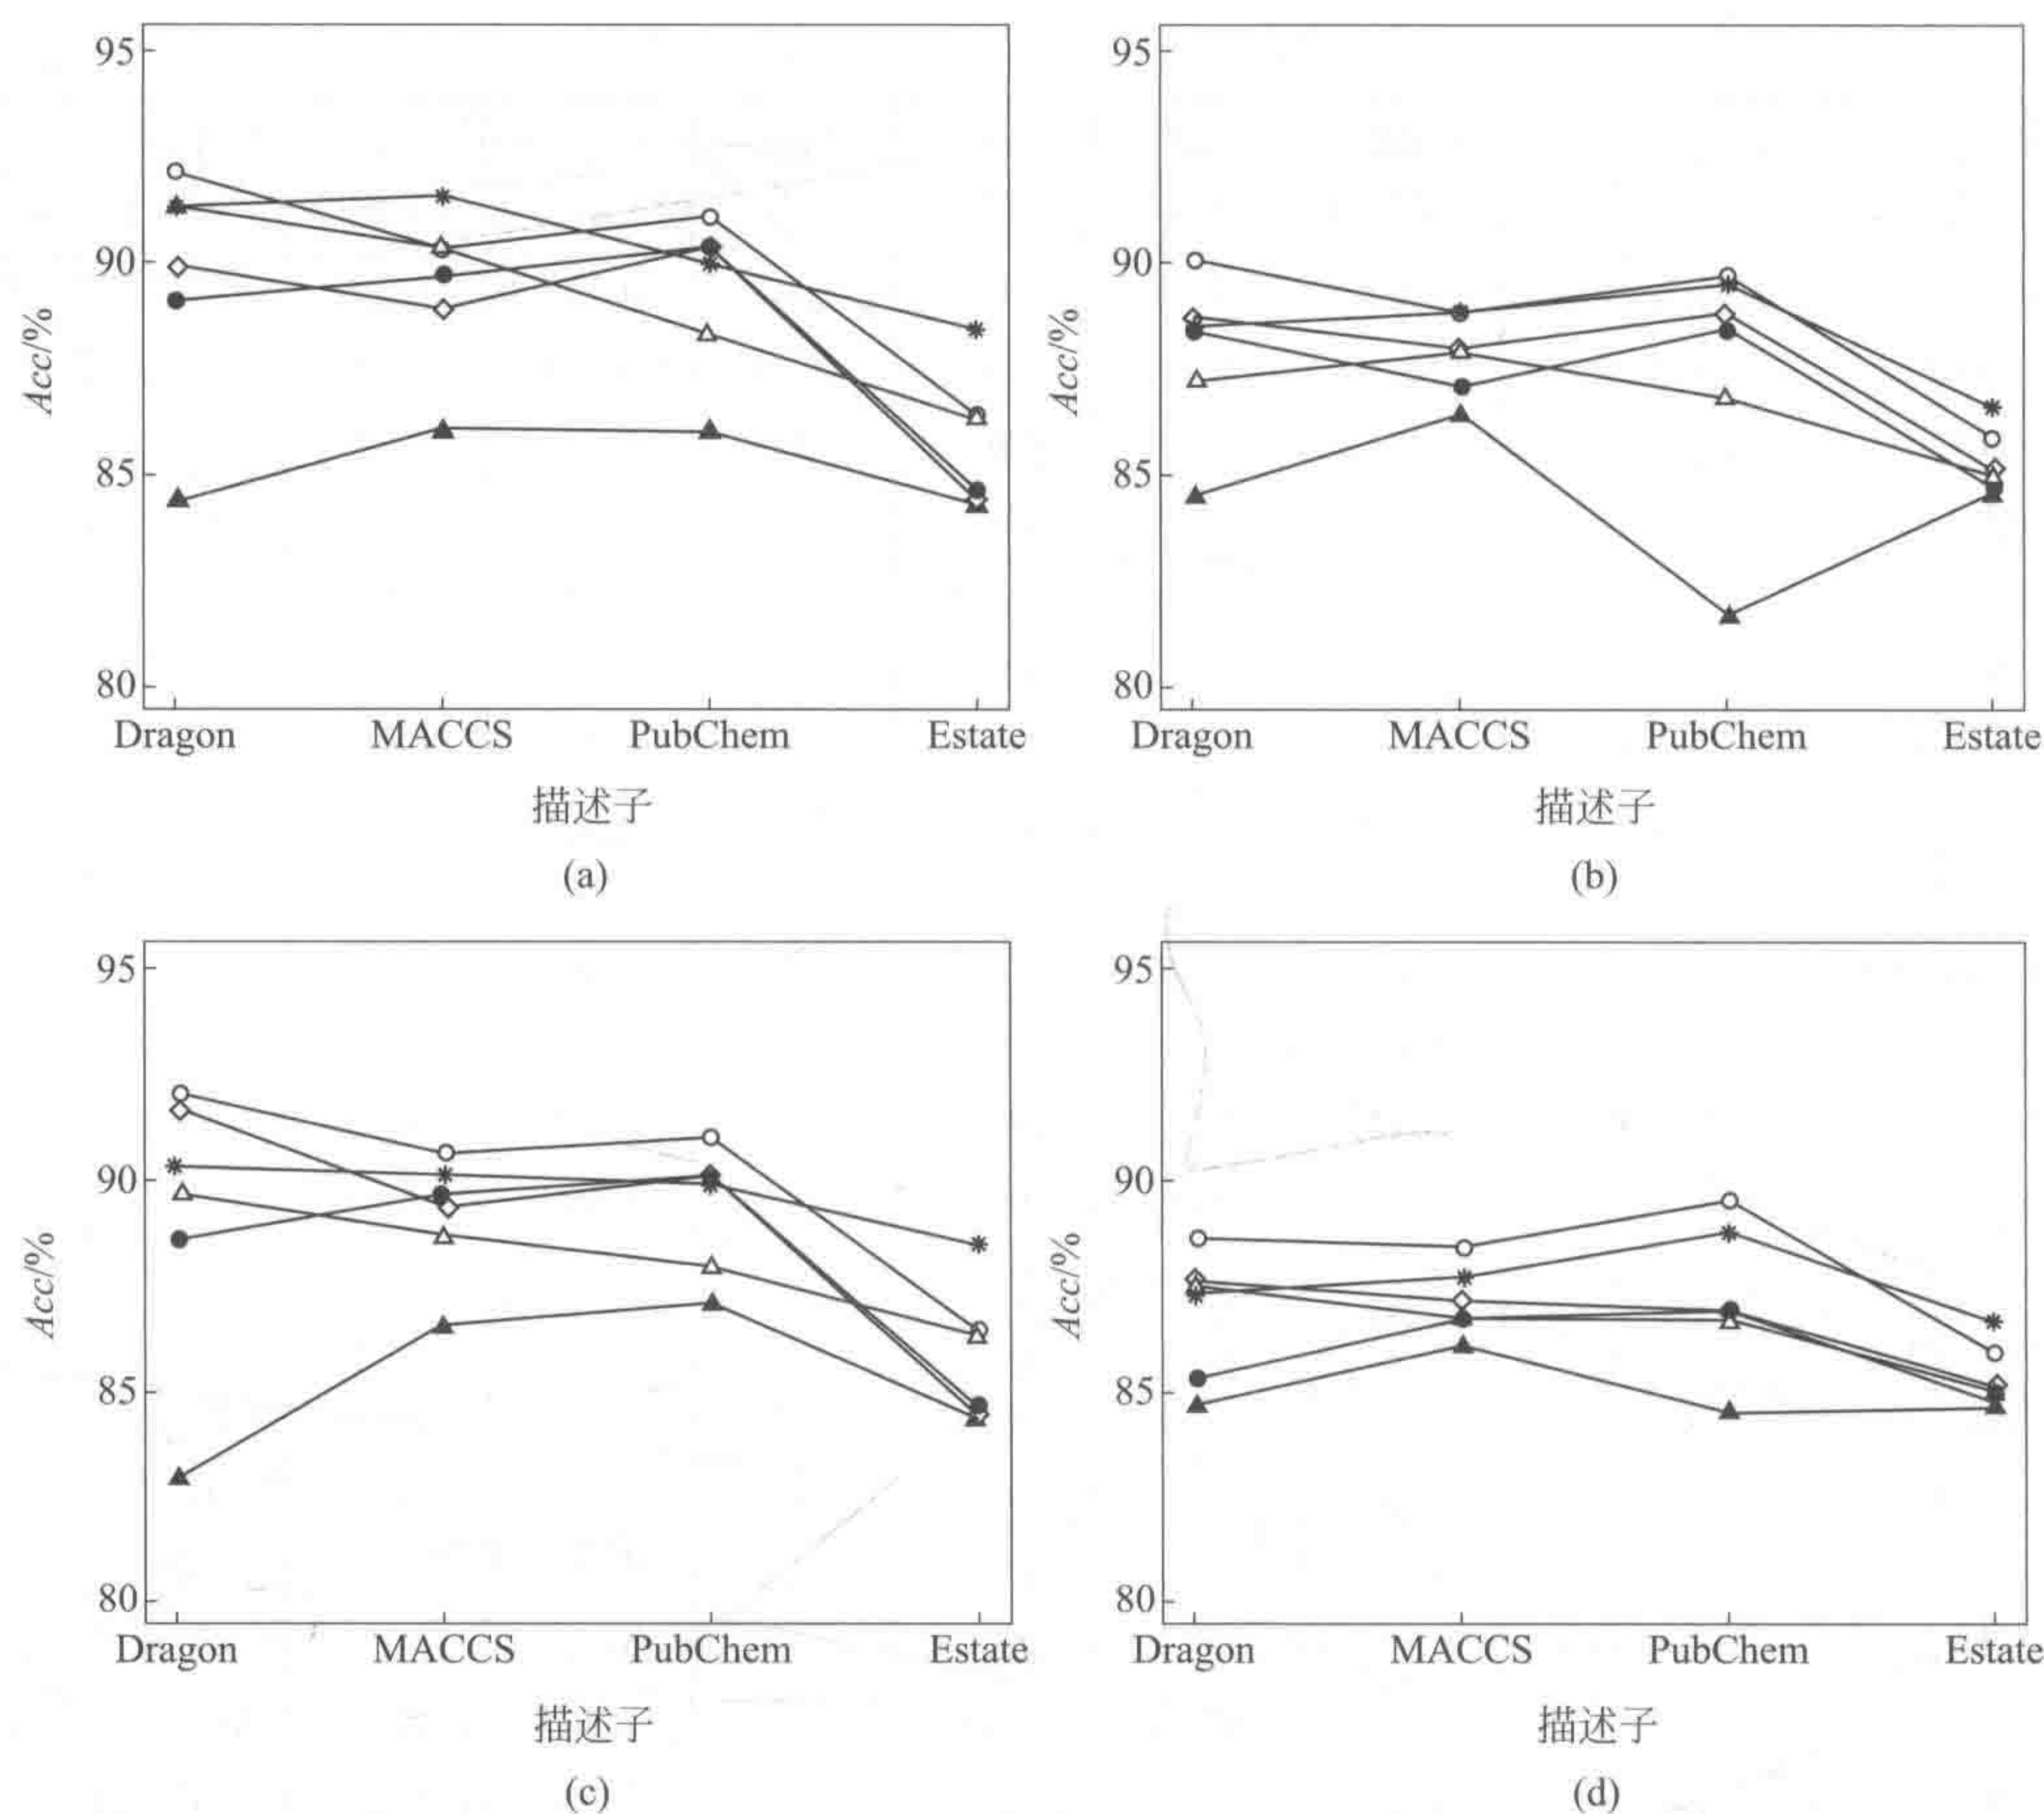 95
90
85
80
Acc/%
Dragon MACCS PubChem Estate
描述子
(a)
95
90
85
80
Acc/%
Dragon MACCS PubChem Estate
描述子
(b)
95
90
85
80
Acc/%
Dragon MACCS PubChem Estate
描述子
(c)
95
90
85
80
Acc/%
Dragon MACCS PubChem Estate
描述子
(d)